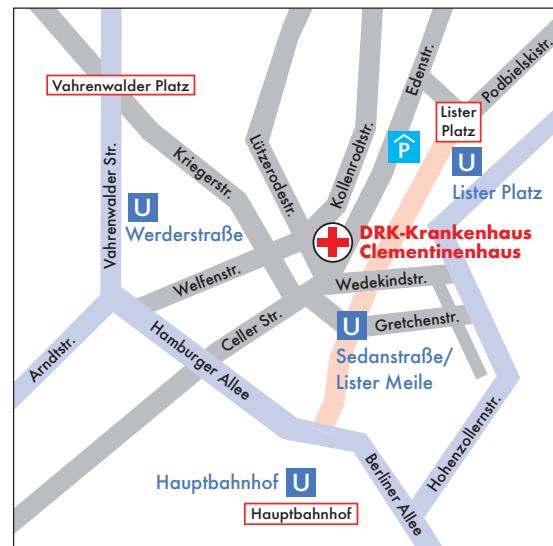 Vahrenwalder Platz
Edenstr.
Podbielskistr.
Lister
Platz
P
U
Lister Platz
Kollenrodtstr.
Lützerodestr.
Kriegerstr.
Vahrenwalder Str.
U
Werderstraße
DRK-Krankenhaus
Clementinenhaus
Welfenstr.
Wedekindstr.
Celler Str.
Gretchenstr.
U
Sedanstraße/
Lister Meile
Arndtstr.
Hamburger Allee
Hohenzollernstr.
Berliner Allee
Hauptbahnhof U
Hauptbahnhof